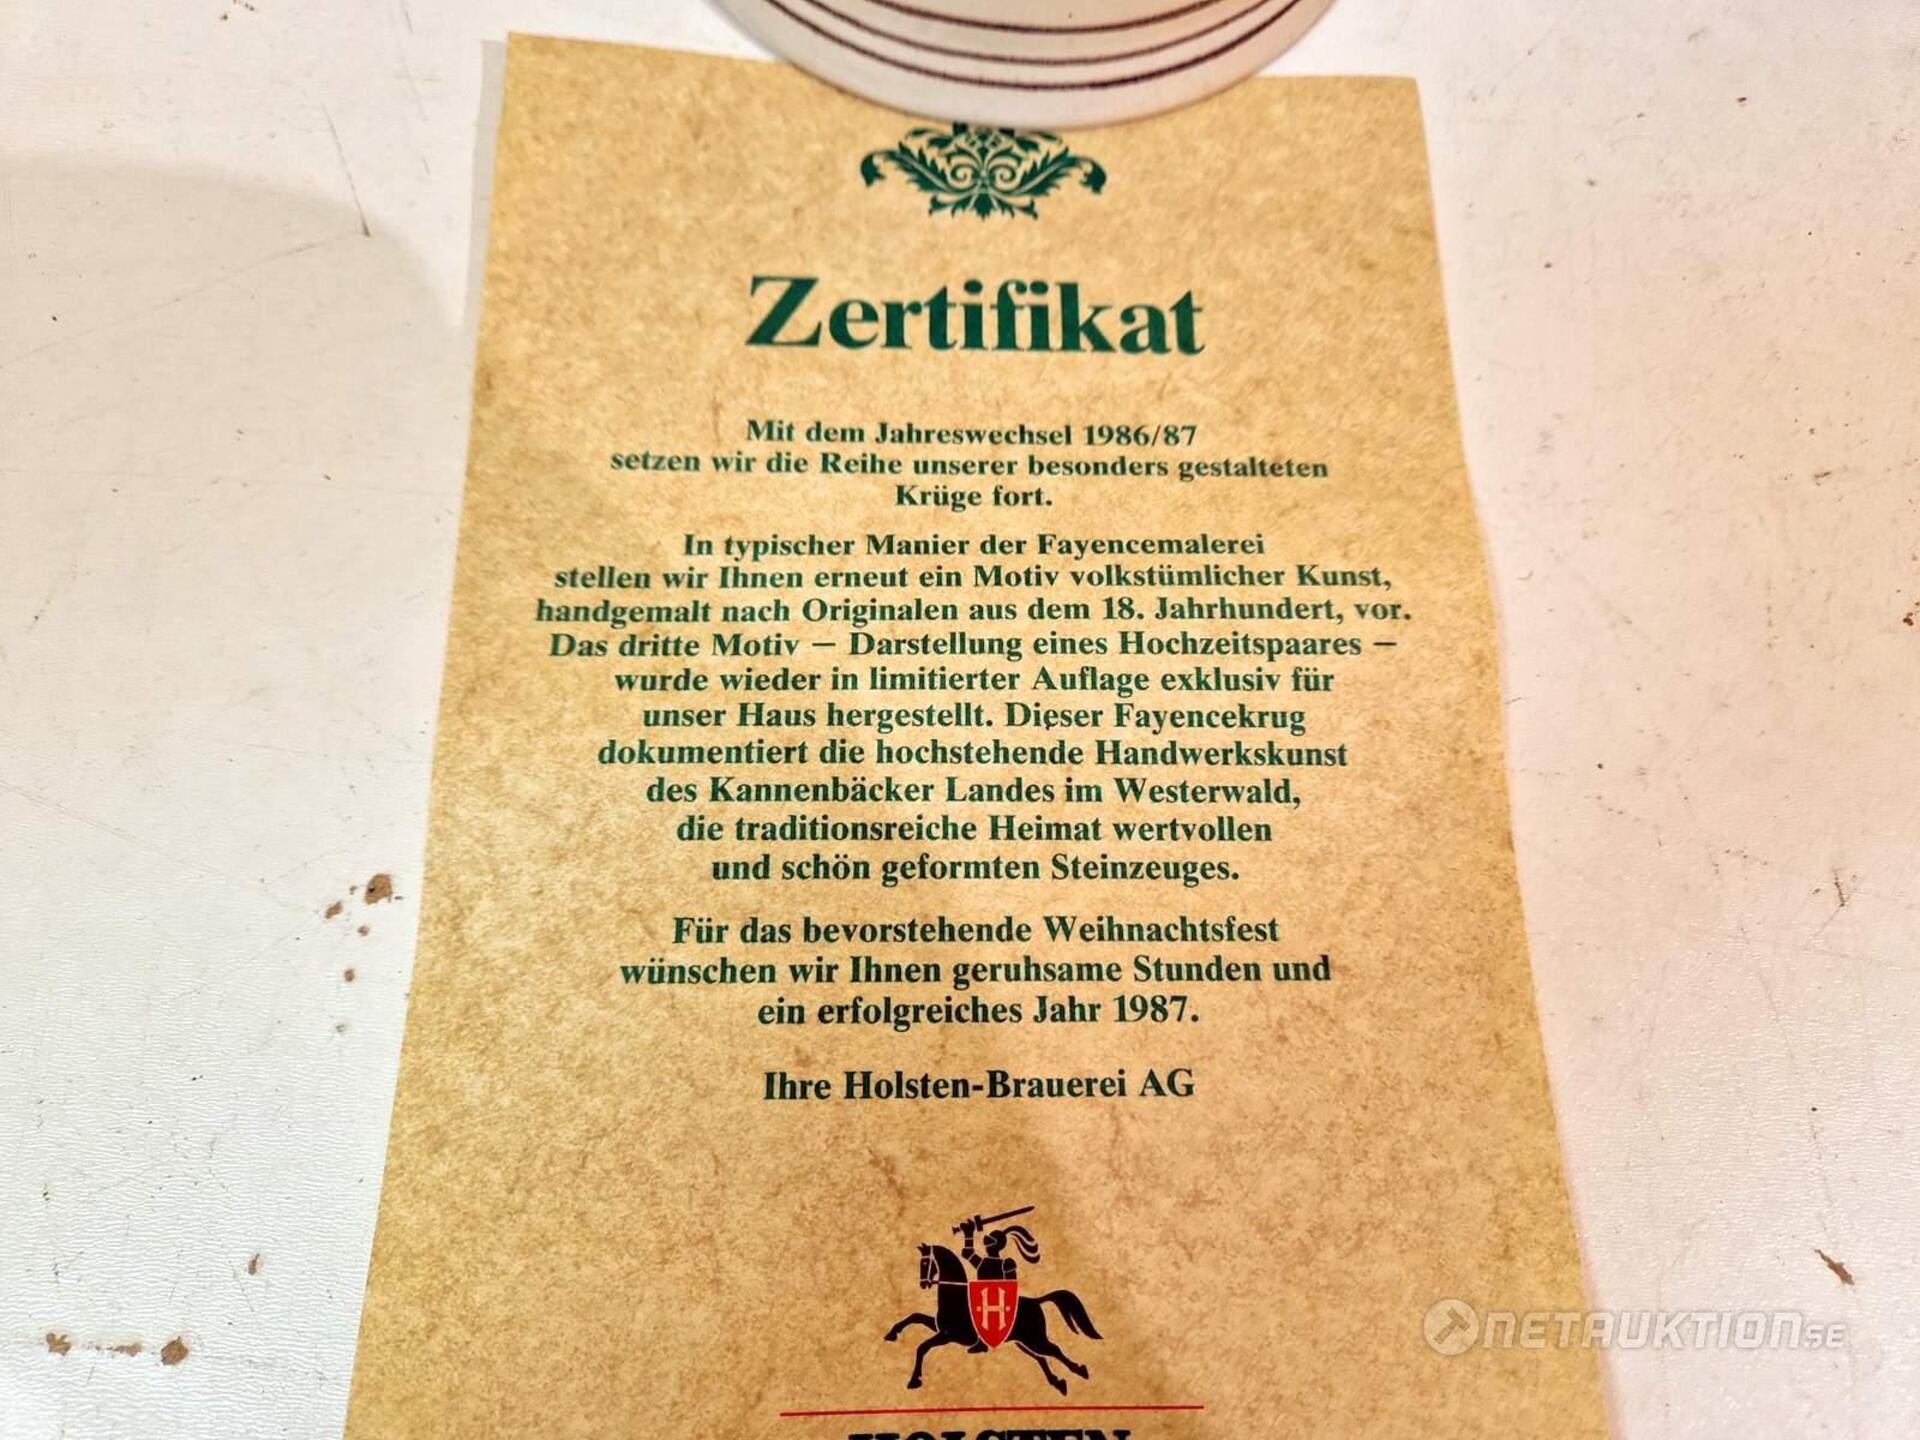 Zertifikat
Mit dem Jahreswechsel 1986/87
setzen wir die Reihe unserer besonders gestalteten
Krüge fort.
In typischer Manier der Fayencemalerei
stellen wir Ihnen erneut ein Motiv volkstümlicher Kunst,
handgemalt nach Originalen aus dem 18. Jahrhundert, vor.
Das dritte Motiv – Darstellung eines Hochzeitspaares –
wurde wieder in limitierter Auflage exklusiv für
unser Haus hergestellt. Dieser Fayencekrug
dokumentiert die hochstehende Handwerkskunst
des Kannenbäcker Landes im Westerwald,
die traditionsreiche Heimat wertvollen
und schön geformten Steinzeuges.
Für das bevorstehende Weihnachtsfest
wünschen wir Ihnen geruhsame Stunden und
ein erfolgreiches Jahr 1987.
Ihre Holsten-Brauerei AG
·H·
HOLSTEN
NETAUKTION.SE